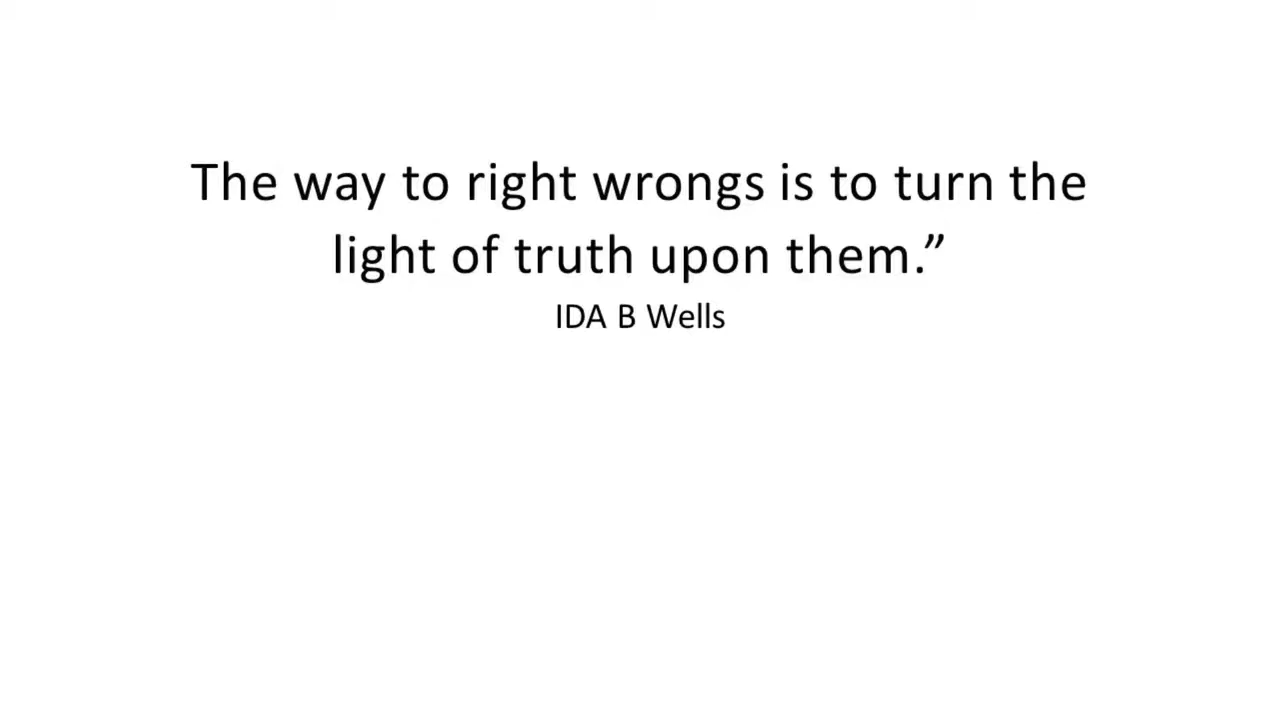 The way to right wrongs is to turn the
light of truth upon them.”
IDA B Wells